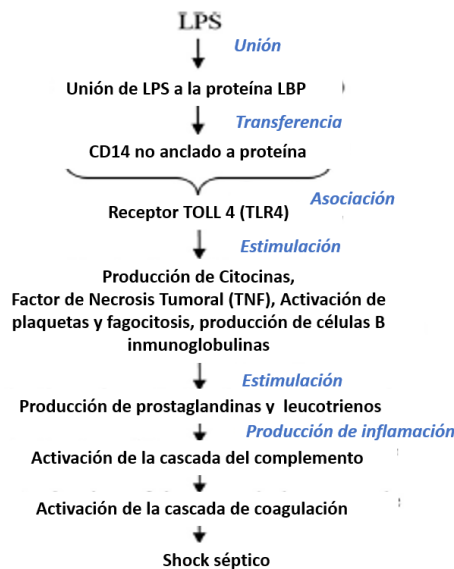 LPS
Unión
Unión de LPS a la proteína LBP
Transferencia
CD14 no anclado a proteína
Asociación
Receptor TOLL 4 (TLR4)
Estimulación
Producción de Citocinas,
Factor de Necrosis Tumoral (TNF), Activación de
plaquetas y fagocitosis, producción de células B
inmunoglobulinas
Estimulación
Producción de prostaglandinas y leucotrienos
Producción de inflamación
Activación de la cascada del complemento
Activación de la cascada de coagulación
Shock séptico